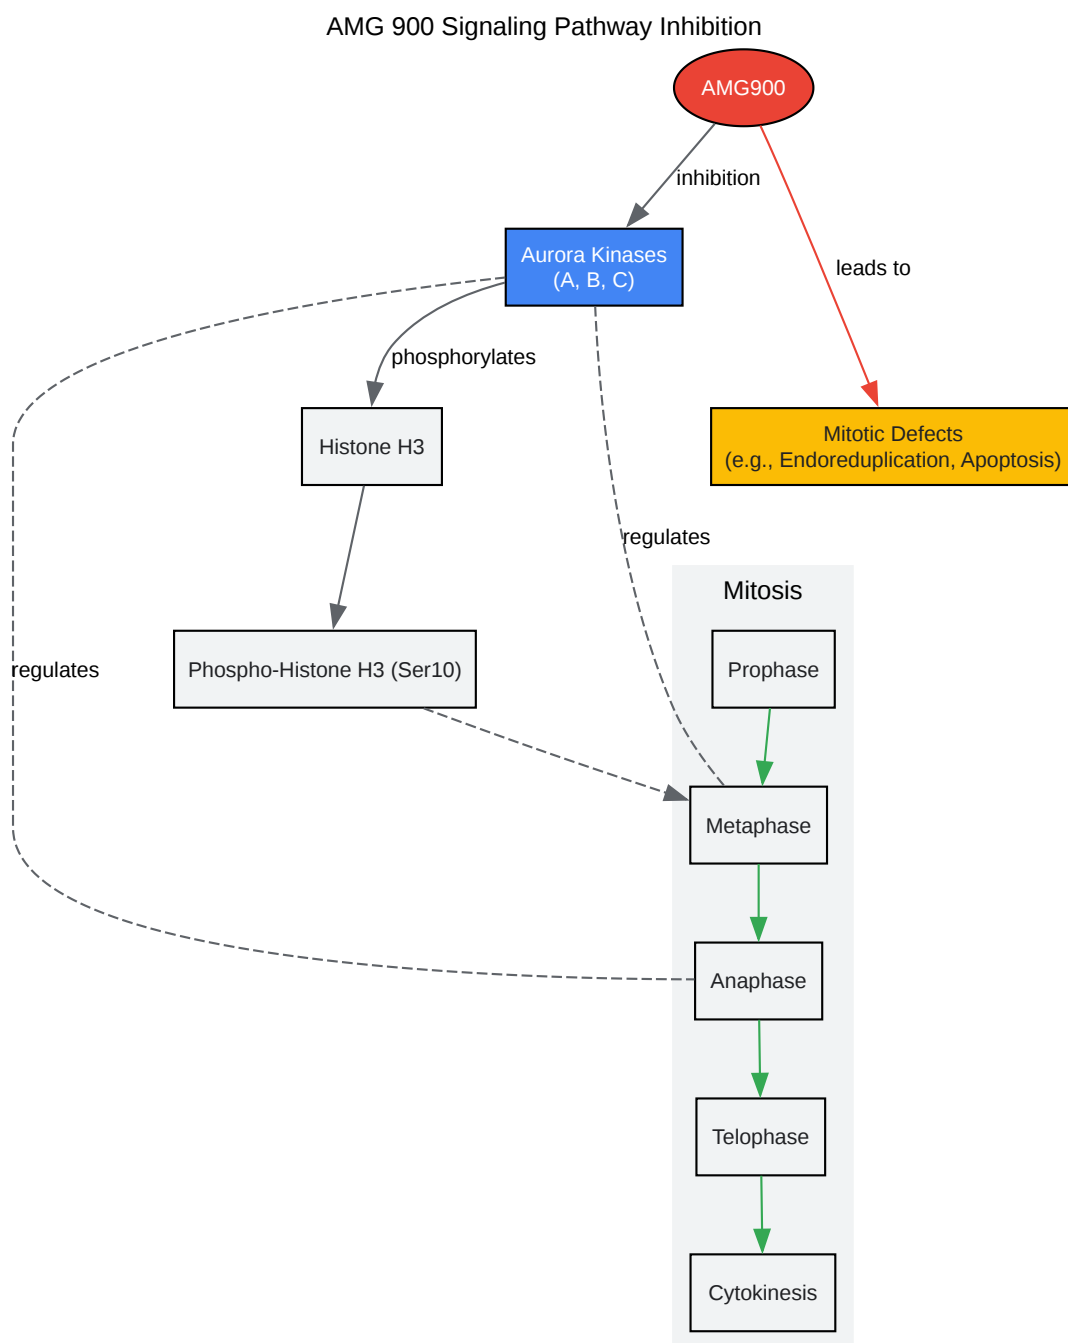 AMG 900 Signaling Pathway Inhibition
AMG900
inhibition
Aurora Kinases
(A, B, C)
leads to
phosphorylates
Histone H3
Mitotic Defects
(e.g., Endoreduplication, Apoptosis)
regulates
Mitosis
regulates
Phospho-Histone H3 (Ser10)
Prophase
Metaphase
Anaphase
Telophase
Cytokinesis